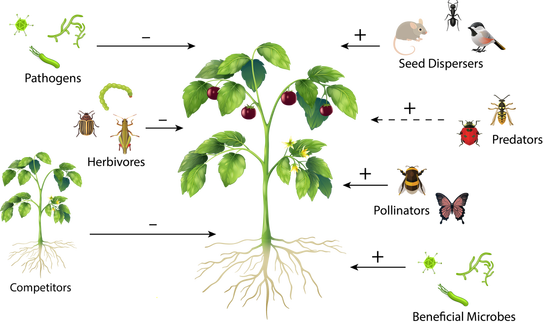 Pathogens
−
+
Seed Dispersers
Herbivores
−
+
Predators
+
Pollinators
Competitors
−
+
Beneficial Microbes